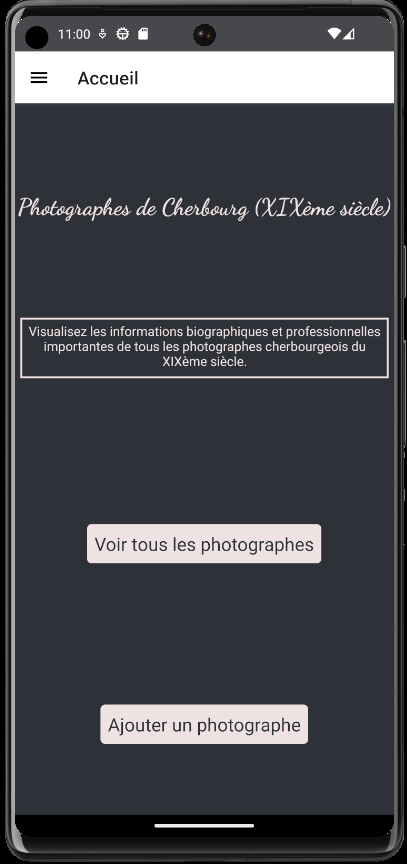 11:00
Accueil
Photographes de Cherbourg (XIXème siècle)
Visualisez les informations biographiques et professionnelles
importantes de tous les photographes cherbourgeois du
XIXème siècle.
Voir tous les photographes
Ajouter un photographe